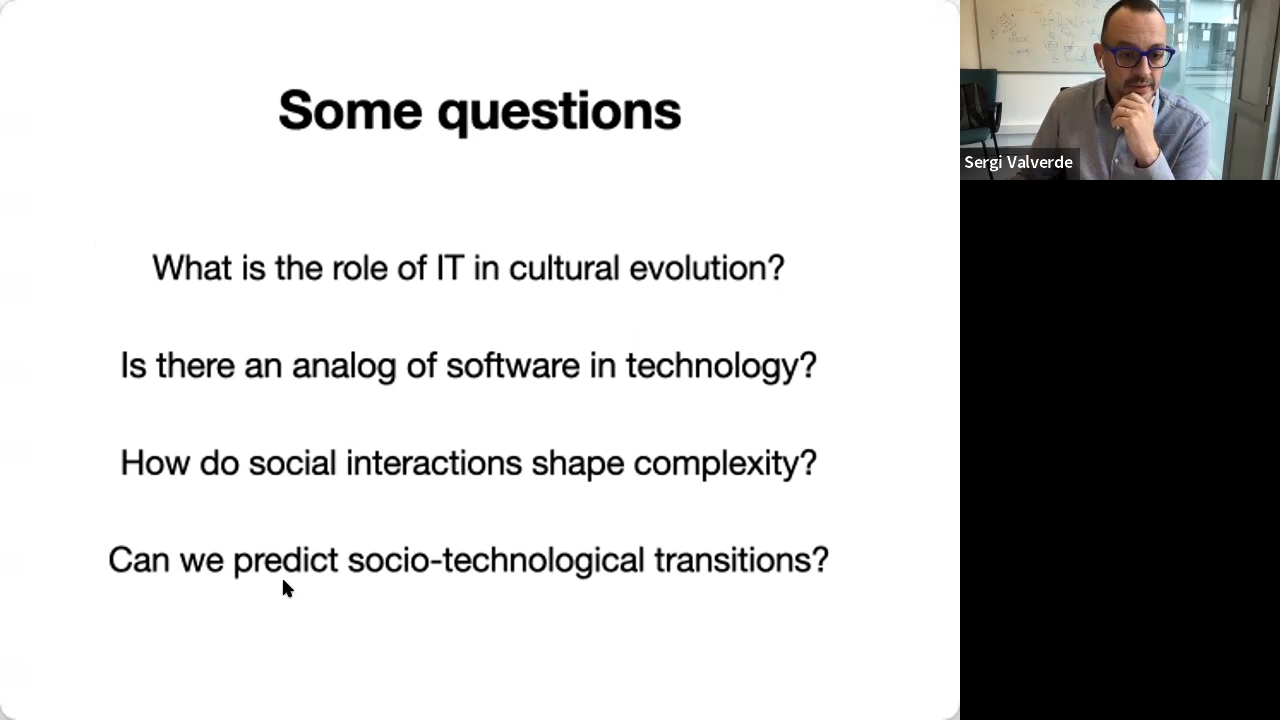 Some questions
What is the role of IT in cultural evolution?
Is there an analog of software in technology?
How do social interactions shape complexity?
Can we predict socio-technological transitions?
Sergi Valverde